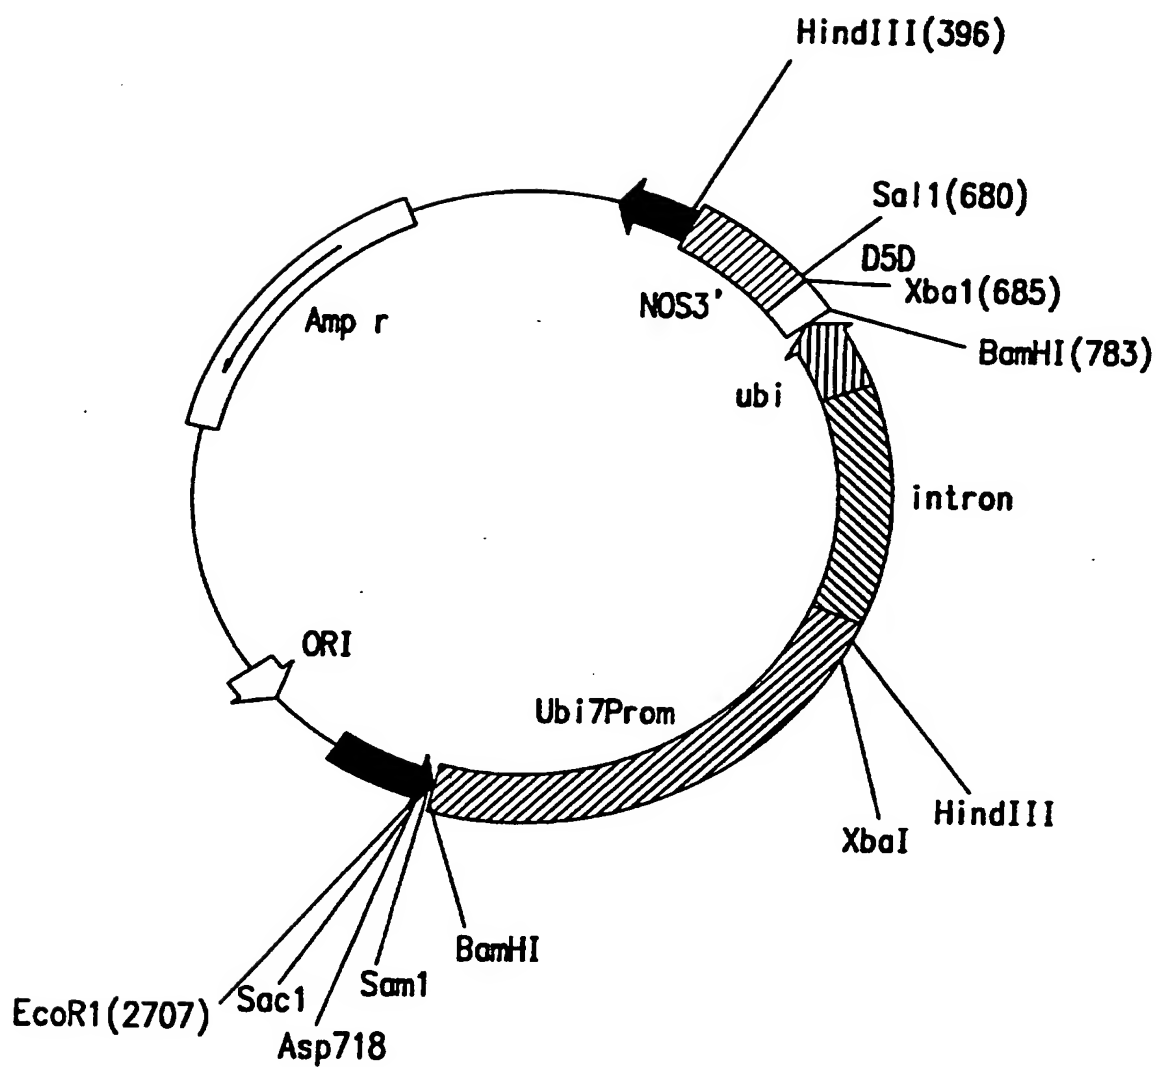 HindIII(396)
Sal1(680)
D5D
Xba1(685)
NOS3'
Amp r
BamHI(783)
ubi
intron
ORI
Ubi7Prom
HindIII
XbaI
BamHI
Sam1
Sac1
EcoR1(2707)
Asp718